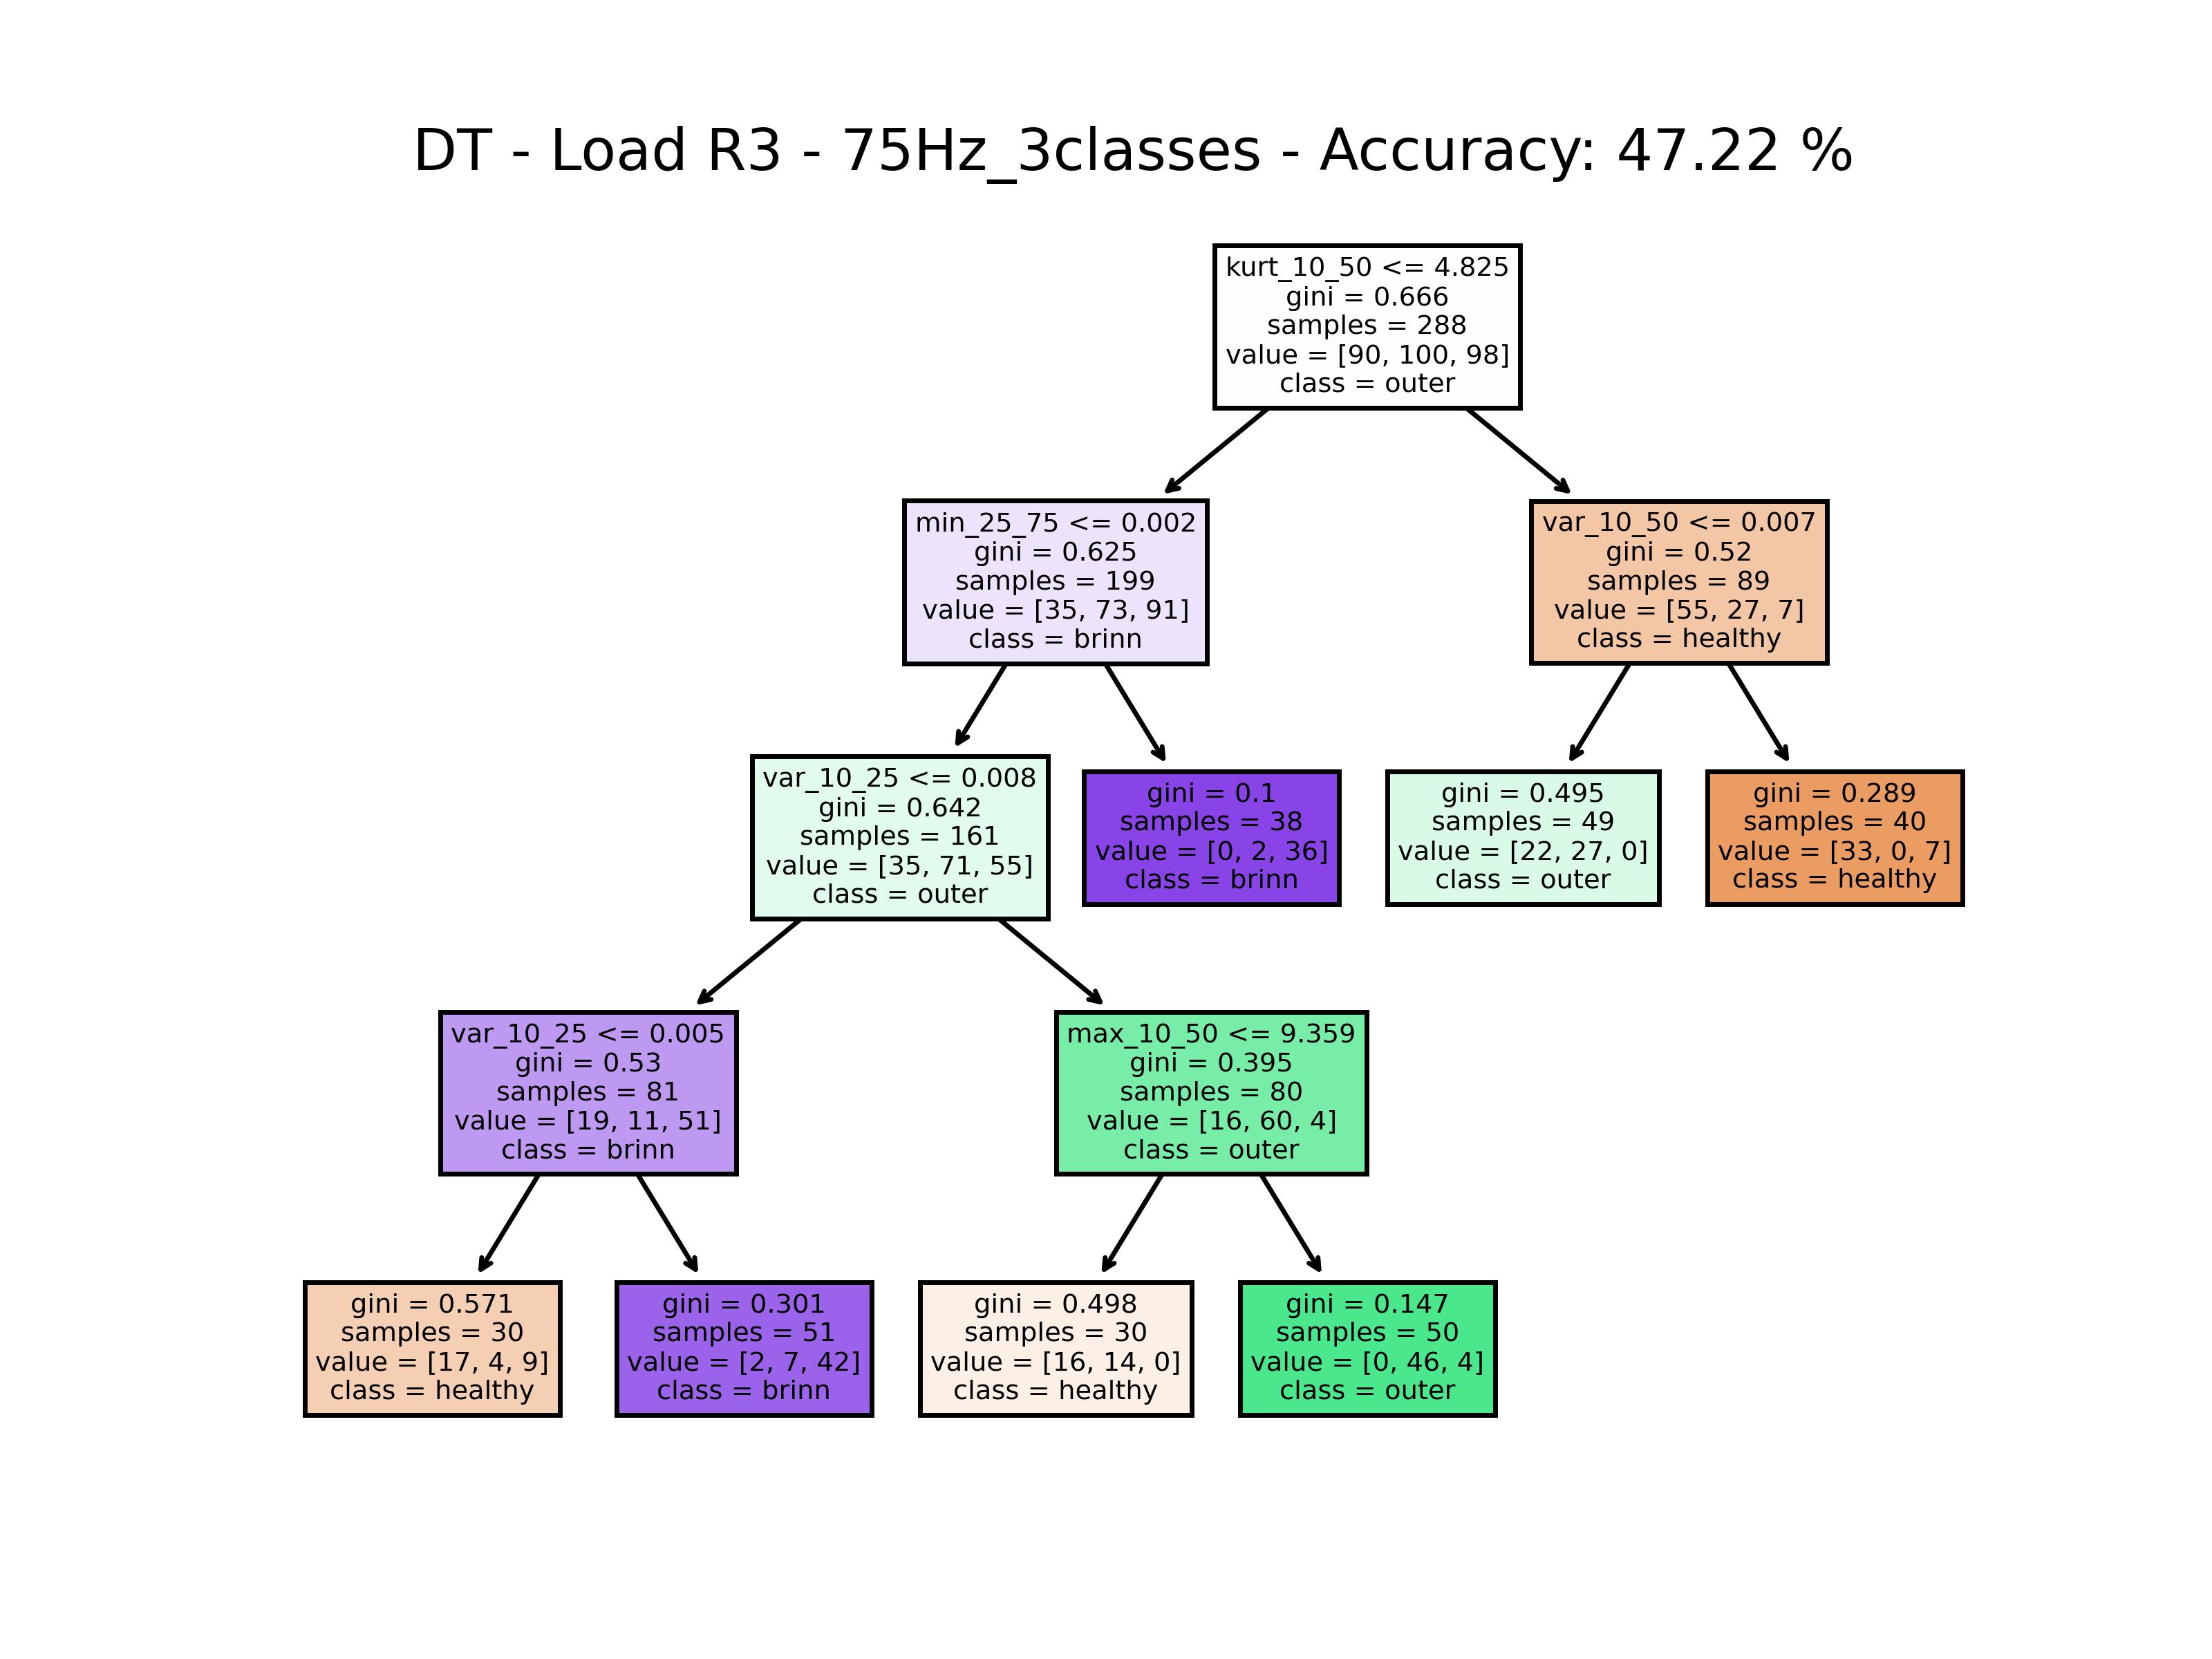 DT - Load R3 - 75Hz_3classes - Accuracy: 47.22 %
kurt_10_50 <= 4.825
gini = 0.666
samples = 288
value = [90, 100, 98]
class = outer
min_25_75 <= 0.002
gini = 0.625
samples = 199
value = [35, 73, 91]
class = brinn
var_10_50 <= 0.007
gini = 0.52
samples = 89
value = [55, 27, 7]
class = healthy
var_10_25 <= 0.008
gini = 0.642
samples = 161
value = [35, 71, 55]
class = outer
gini = 0.1
samples = 38
value = [0, 2, 36]
class = brinn
gini = 0.495
samples = 49
value = [22, 27, 0]
class = outer
gini = 0.289
samples = 40
value = [33, 0, 7]
class = healthy
var_10_25 <= 0.005
gini = 0.53
samples = 81
value = [19, 11, 51]
class = brinn
max_10_50 <= 9.359
gini = 0.395
samples = 80
value = [16, 60, 4]
class = outer
gini = 0.571
samples = 30
value = [17, 4, 9]
class = healthy
gini = 0.301
samples = 51
value = [2, 7, 42]
class = brinn
gini = 0.498
samples = 30
value = [16, 14, 0]
class = healthy
gini = 0.147
samples = 50
value = [0, 46, 4]
class = outer